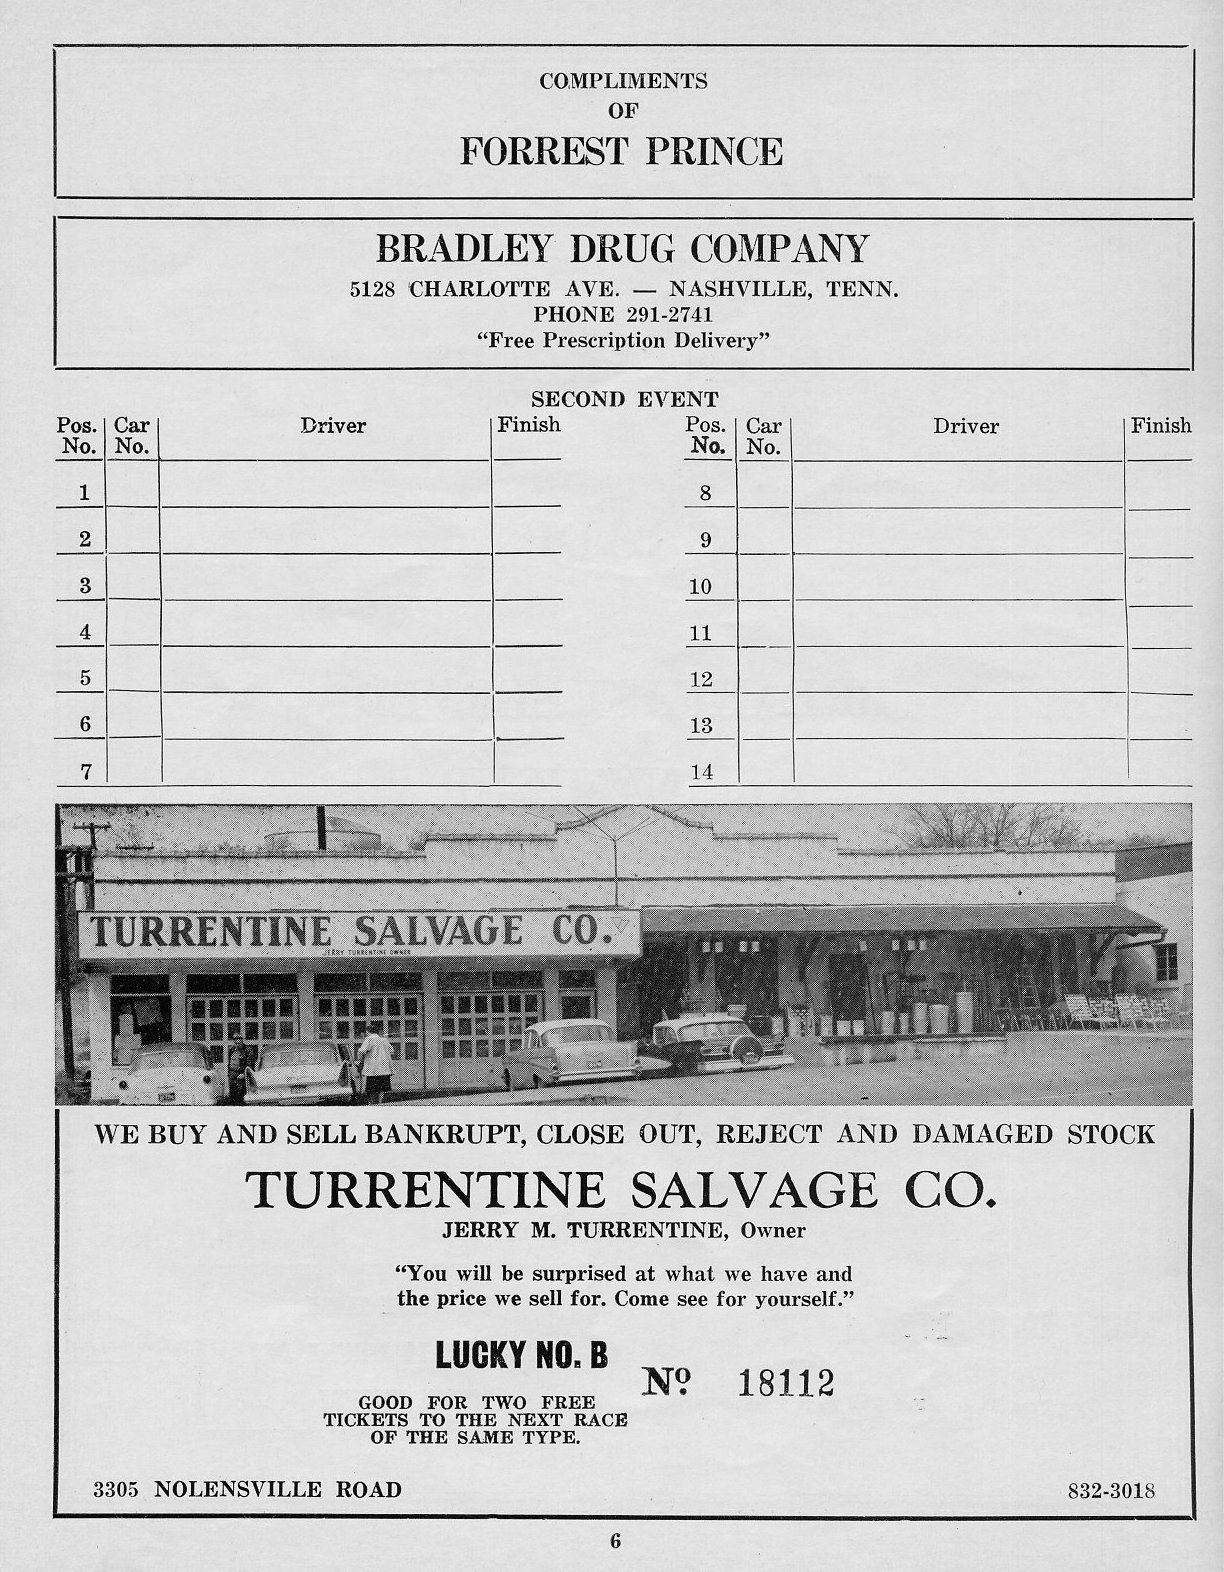 COMPLIMENTS
OF
FORREST PRINCE
BRADLEY DRUG COMPANY
5128 CHARLOTTE AVE. — NASHVILLE, TENN.
PHONE 291-2741
“Free Prescription Delivery”
SECOND EVENT
Pos. Car Driver Finish Pos. Car Driver Finish
No. No. No. No.
1 8
2 9
3 10
4 11
5 12
6 13
7 14
TURRENTINE SALVAGE CO.
JERRY TURRENTINE OWNER
WE BUY AND SELL BANKRUPT, CLOSE OUT, REJECT AND DAMAGED STOCK
TURRENTINE SALVAGE CO.
JERRY M. TURRENTINE, Owner
“You will be surprised at what we have and
the price we sell for. Come see for yourself.”
LUCKY NO. B
Nº 18112
GOOD FOR TWO FREE
TICKETS TO THE NEXT RACE
OF THE SAME TYPE.
3305 NOLENSVILLE ROAD 832-3018
6